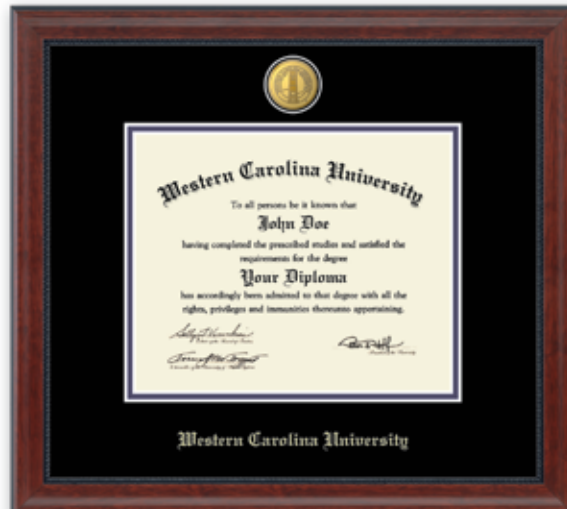 Western Carolina University
To all persons be it known that
John Doe
having completed the prescribed studies and satisfied the
requirements for the degree
Your Diploma
has accordingly been admitted to that degree with all the
rights, privileges and immunities thereunto appertaining.
Western Carolina University